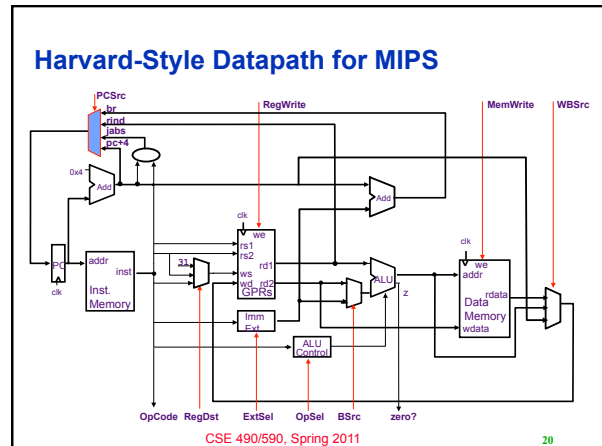 Harvard-Style Datapath for MIPS
PCSrc
br
rind
jabs
pc+4
RegWrite
MemWrite
WBSrc
0x4
Add
Add
clk
we
rs1
rs2
rd1
ws
wd
rd2
GPRs
31
PC
clk
addr
inst
Inst.
Memory
Imm
Ext
ALU
z
ALU
Control
clk
we
addr
rdata
Data
Memory
wdata
OpCode
RegDst
ExtSel
OpSel
BSrc
zero?
CSE 490/590, Spring 2011
20